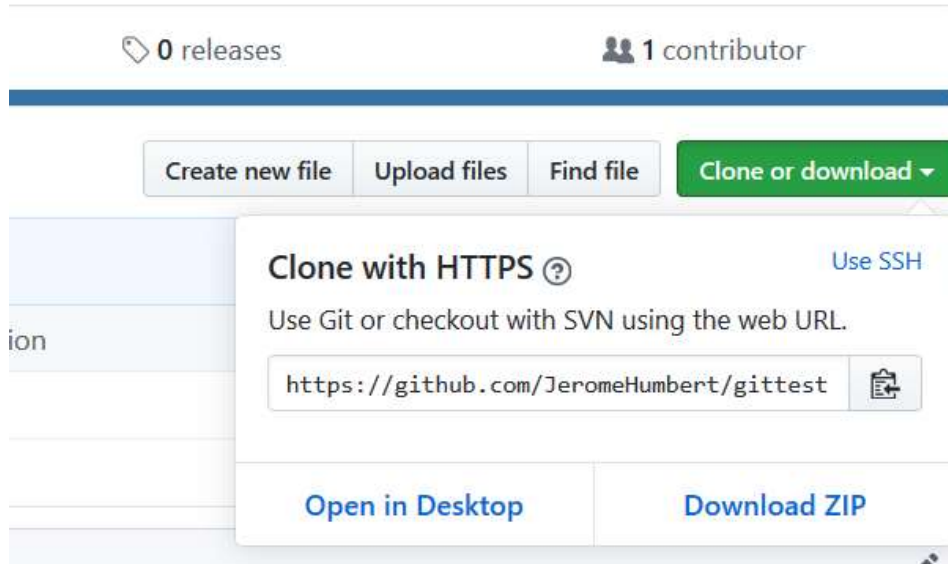 0 releases
1 contributor
Create new file
Upload files
Find file
Clone or download
Clone with HTTPS
Use SSH
Use Git or checkout with SVN using the web URL.
ion
https://github.com/JeromeHumbert/gittest
Open in Desktop
Download ZIP